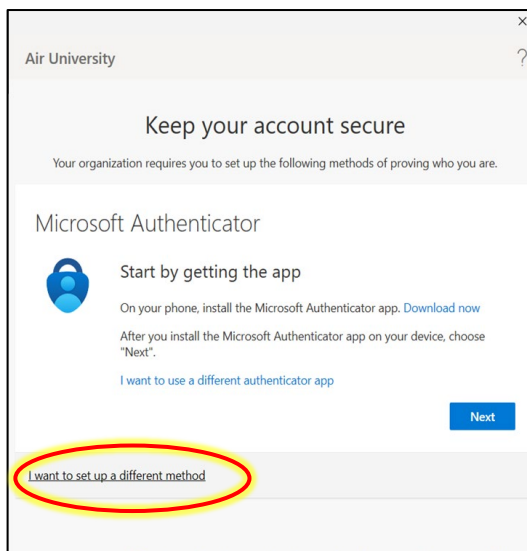 Air University
?
Keep your account secure
Your organization requires you to set up the following methods of proving who you are.
Microsoft Authenticator
Start by getting the app
On your phone, install the Microsoft Authenticator app. Download now
After you install the Microsoft Authenticator app on your device, choose
"Next".
I want to use a different authenticator app
Next
I want to set up a different method